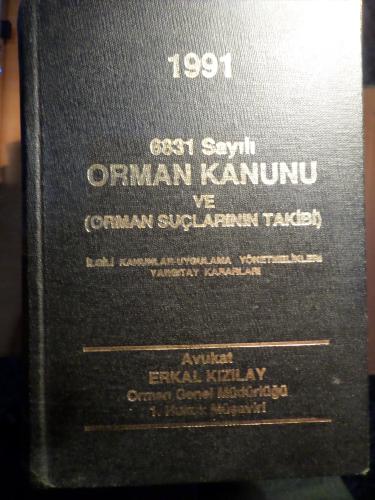 1991
6831 Sayılı
ORMAN KANUNU
VE
(ORMAN SUÇLARININ TAKİBİ)
İLGİLİ KANUNLAR-UYGULAMA YÖNETMELİKLERİ
YARGITAY KARARLARI
Avukat
ERKAL KIZILAY
Orman Genel Müdürlüğü
1. Hukuk Müşaviri